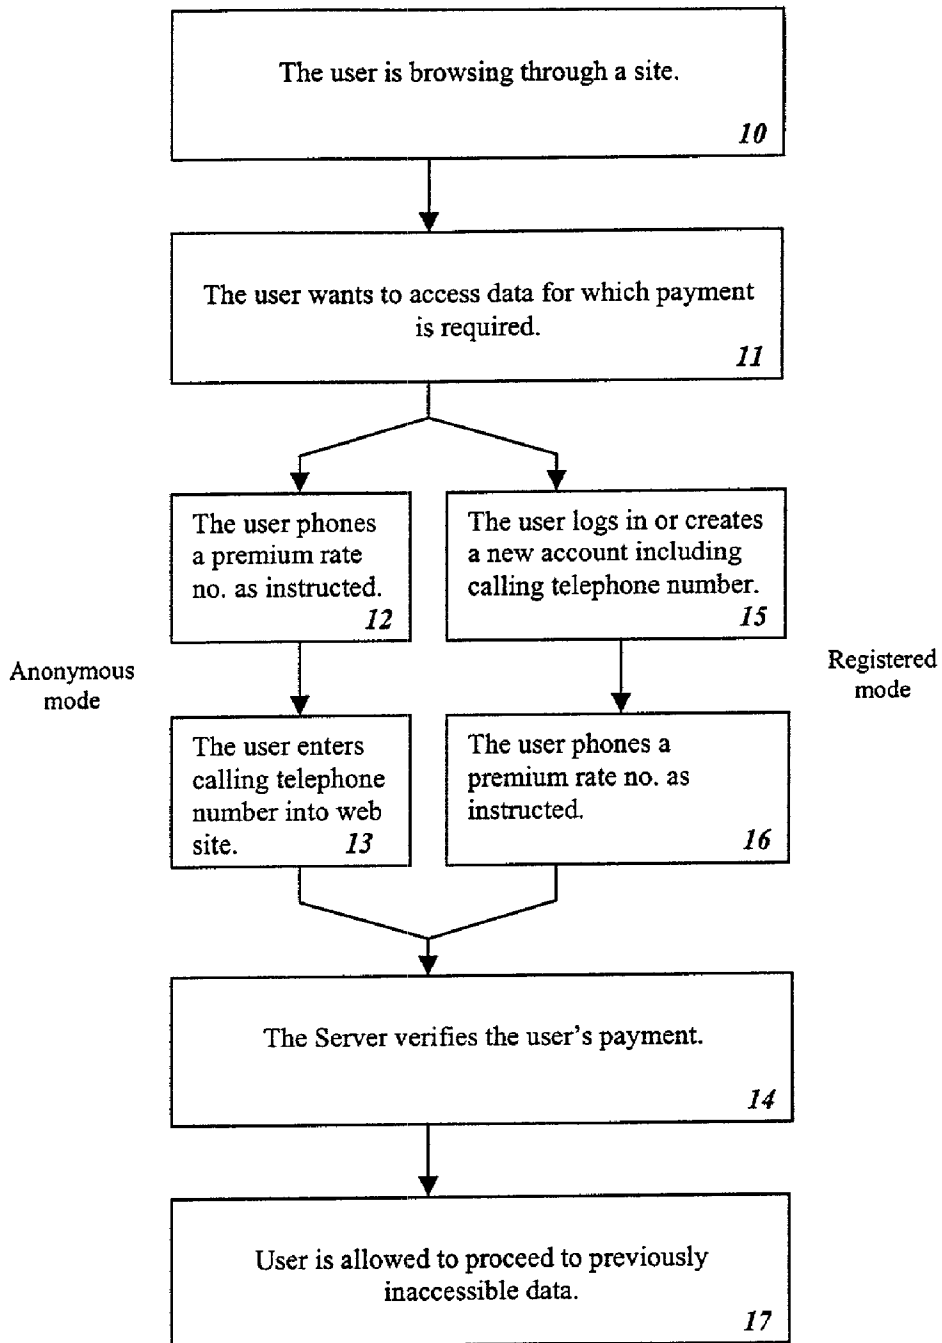 The user is browsing through a site.
10
The user wants to access data for which payment
is required.
11
The user phones
a premium rate
no. as instructed.
12
The user logs in or creates
a new account including
calling telephone number.
15
Anonymous
mode
Registered
mode
The user enters
calling telephone
number into web
site. 13
The user phones a
premium rate no. as
instructed.
16
The Server verifies the user's payment.
14
User is allowed to proceed to previously
inaccessible data.
17